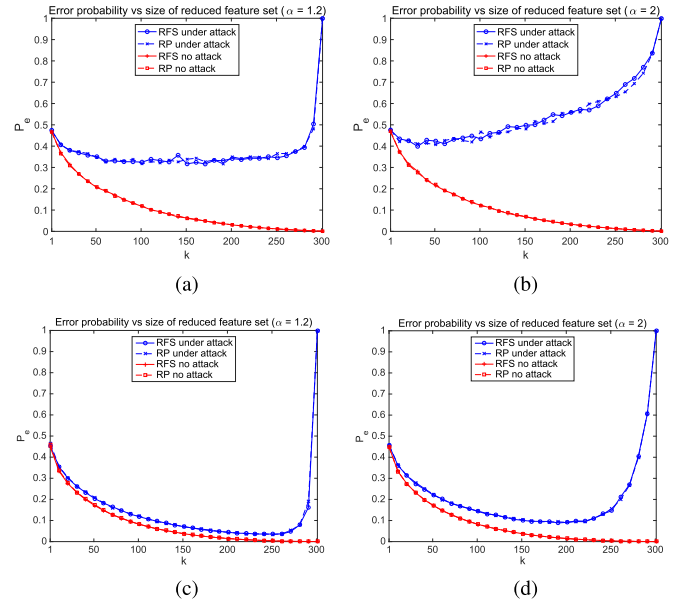 Error probability vs size of reduced feature set (α = 1.2)
RFS under attack
RP under attack
RFS no attack
RP no attack
P_e
1
0.9
0.8
0.7
0.6
0.5
0.4
0.3
0.2
0.1
0
1 50 100 150 200 250 300
k
(a)
Error probability vs size of reduced feature set (α = 2)
RFS under attack
RP under attack
RFS no attack
RP no attack
P_e
1
0.9
0.8
0.7
0.6
0.5
0.4
0.3
0.2
0.1
0
1 50 100 150 200 250 300
k
(b)
Error probability vs size of reduced feature set (α = 1.2)
RFS under attack
RP under attack
RFS no attack
RP no attack
P_e
1
0.9
0.8
0.7
0.6
0.5
0.4
0.3
0.2
0.1
0
1 50 100 150 200 250 300
k
(c)
Error probability vs size of reduced feature set (α = 2)
RFS under attack
RP under attack
RFS no attack
RP no attack
P_e
1
0.9
0.8
0.7
0.6
0.5
0.4
0.3
0.2
0.1
0
1 50 100 150 200 250 300
k
(d)